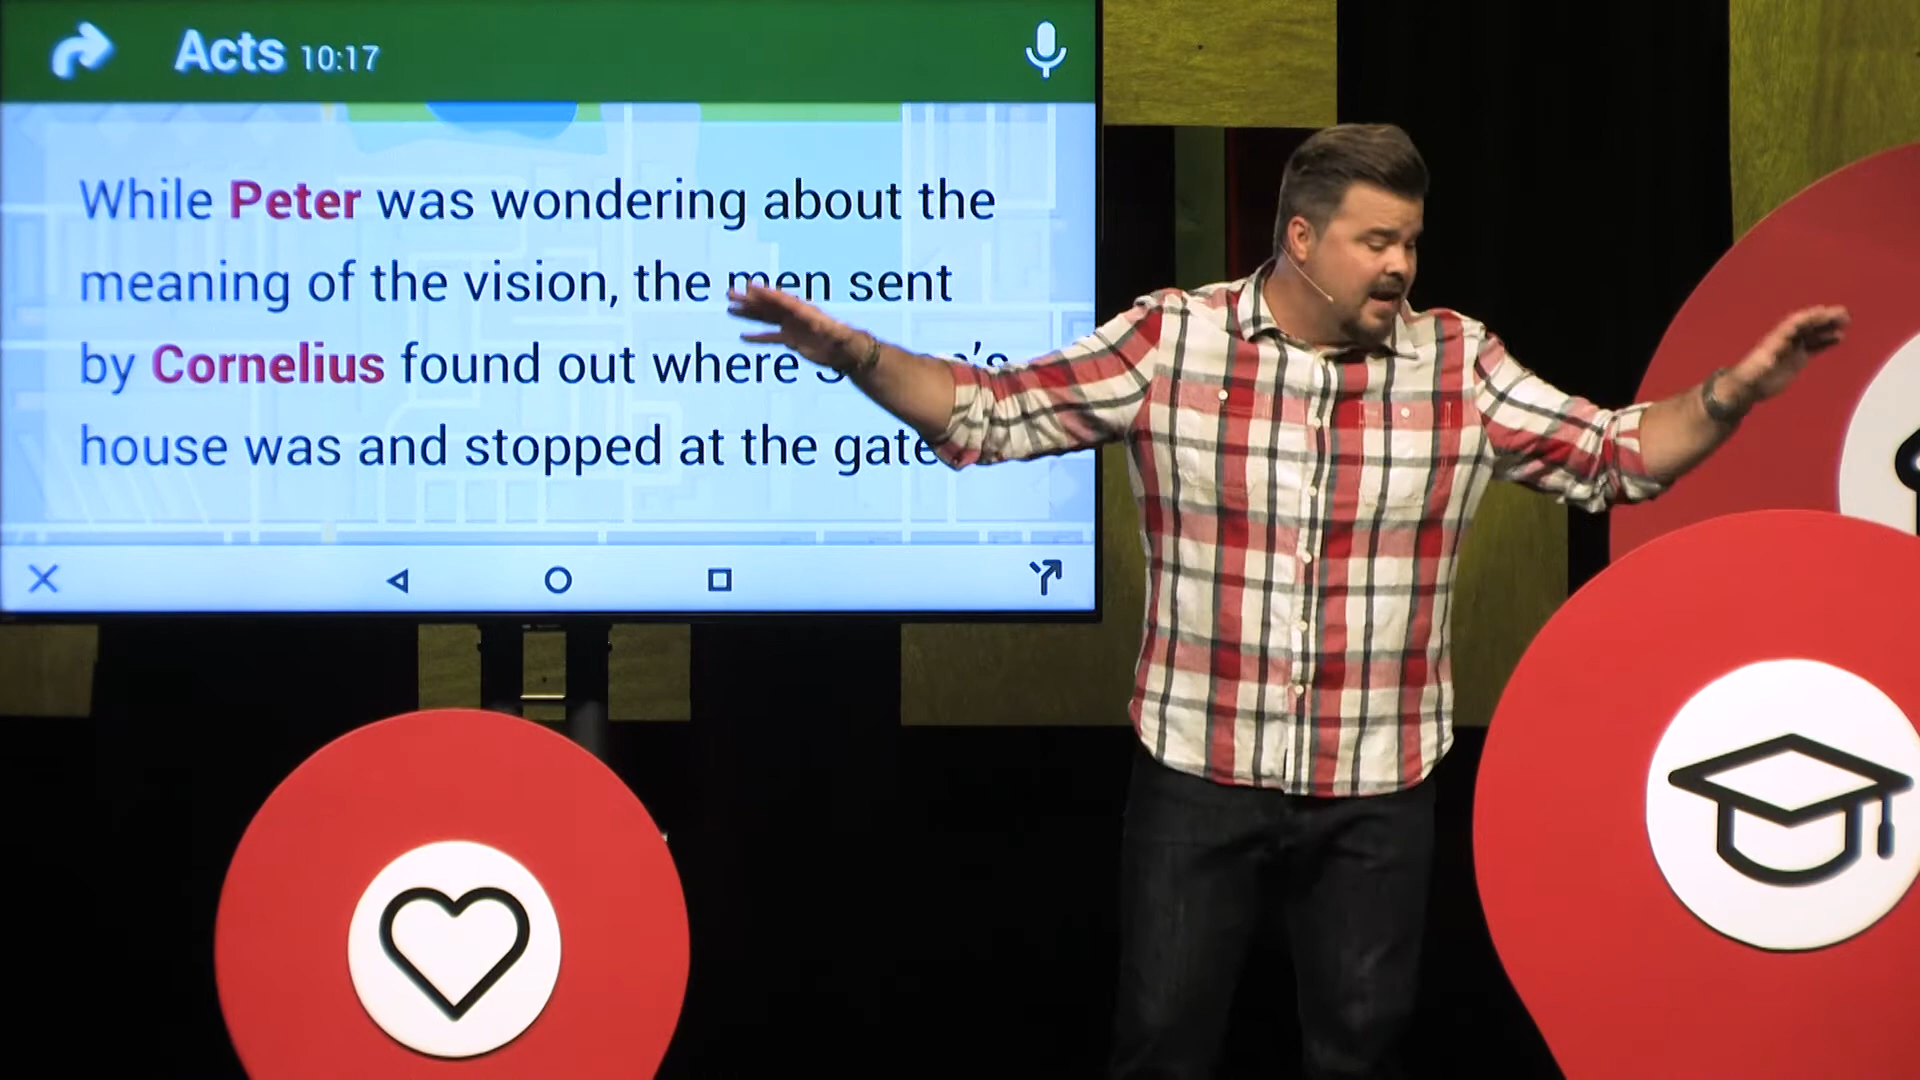 Acts 10:17
While Peter was wondering about the
meaning of the vision, the men sent
by Cornelius found out where
house was and stopped at the gate